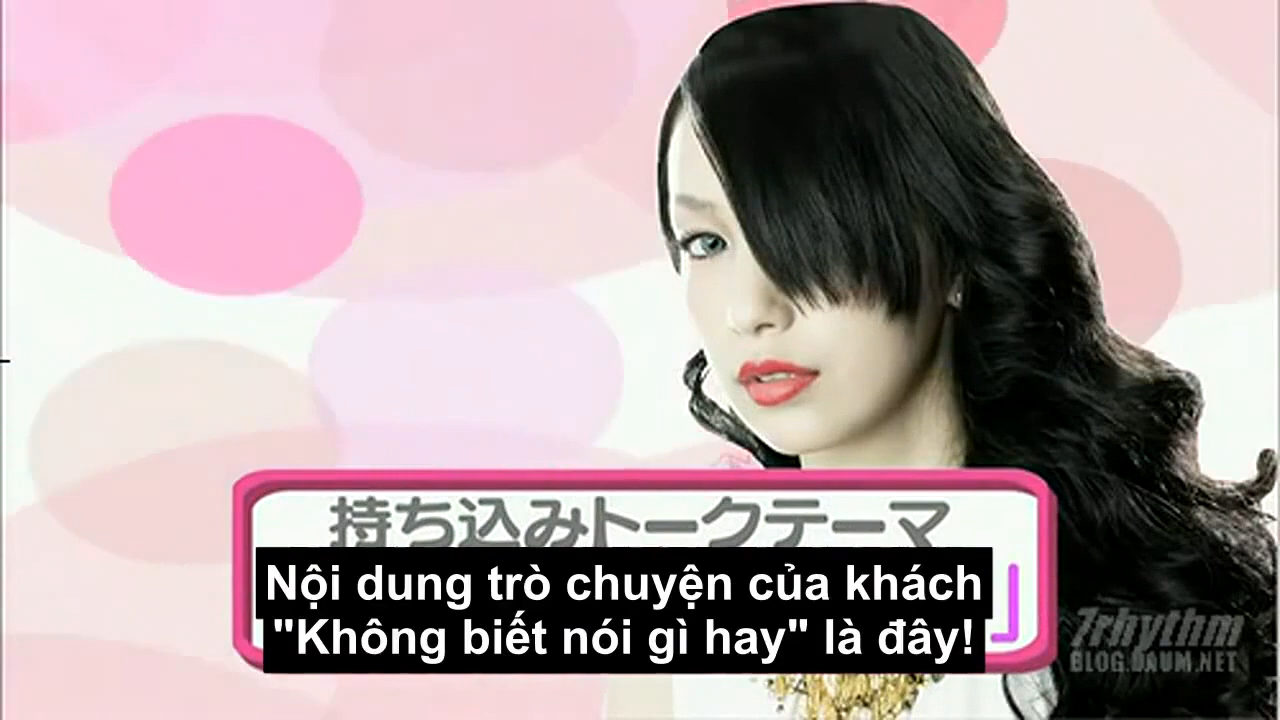 持ち込みトークテーマ
Nội dung trò chuyện của khách
"Không biết nói gì hay" là đây!
」
7rhythm
BLOG.DAUM.NET